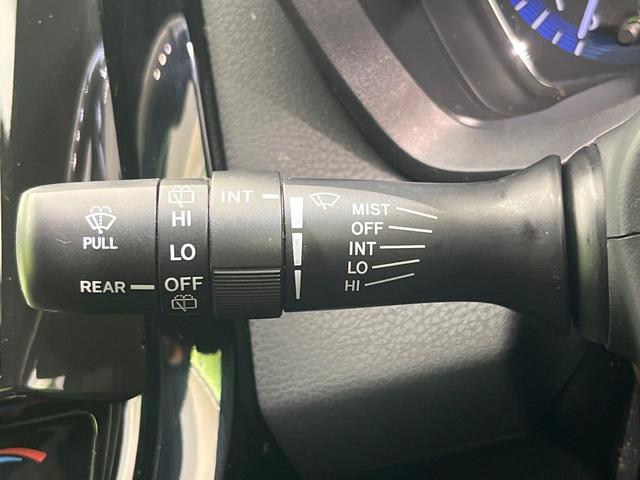 PULL
REAR
HI
LO
OFF
INT
MIST
OFF
INT
LO
HI